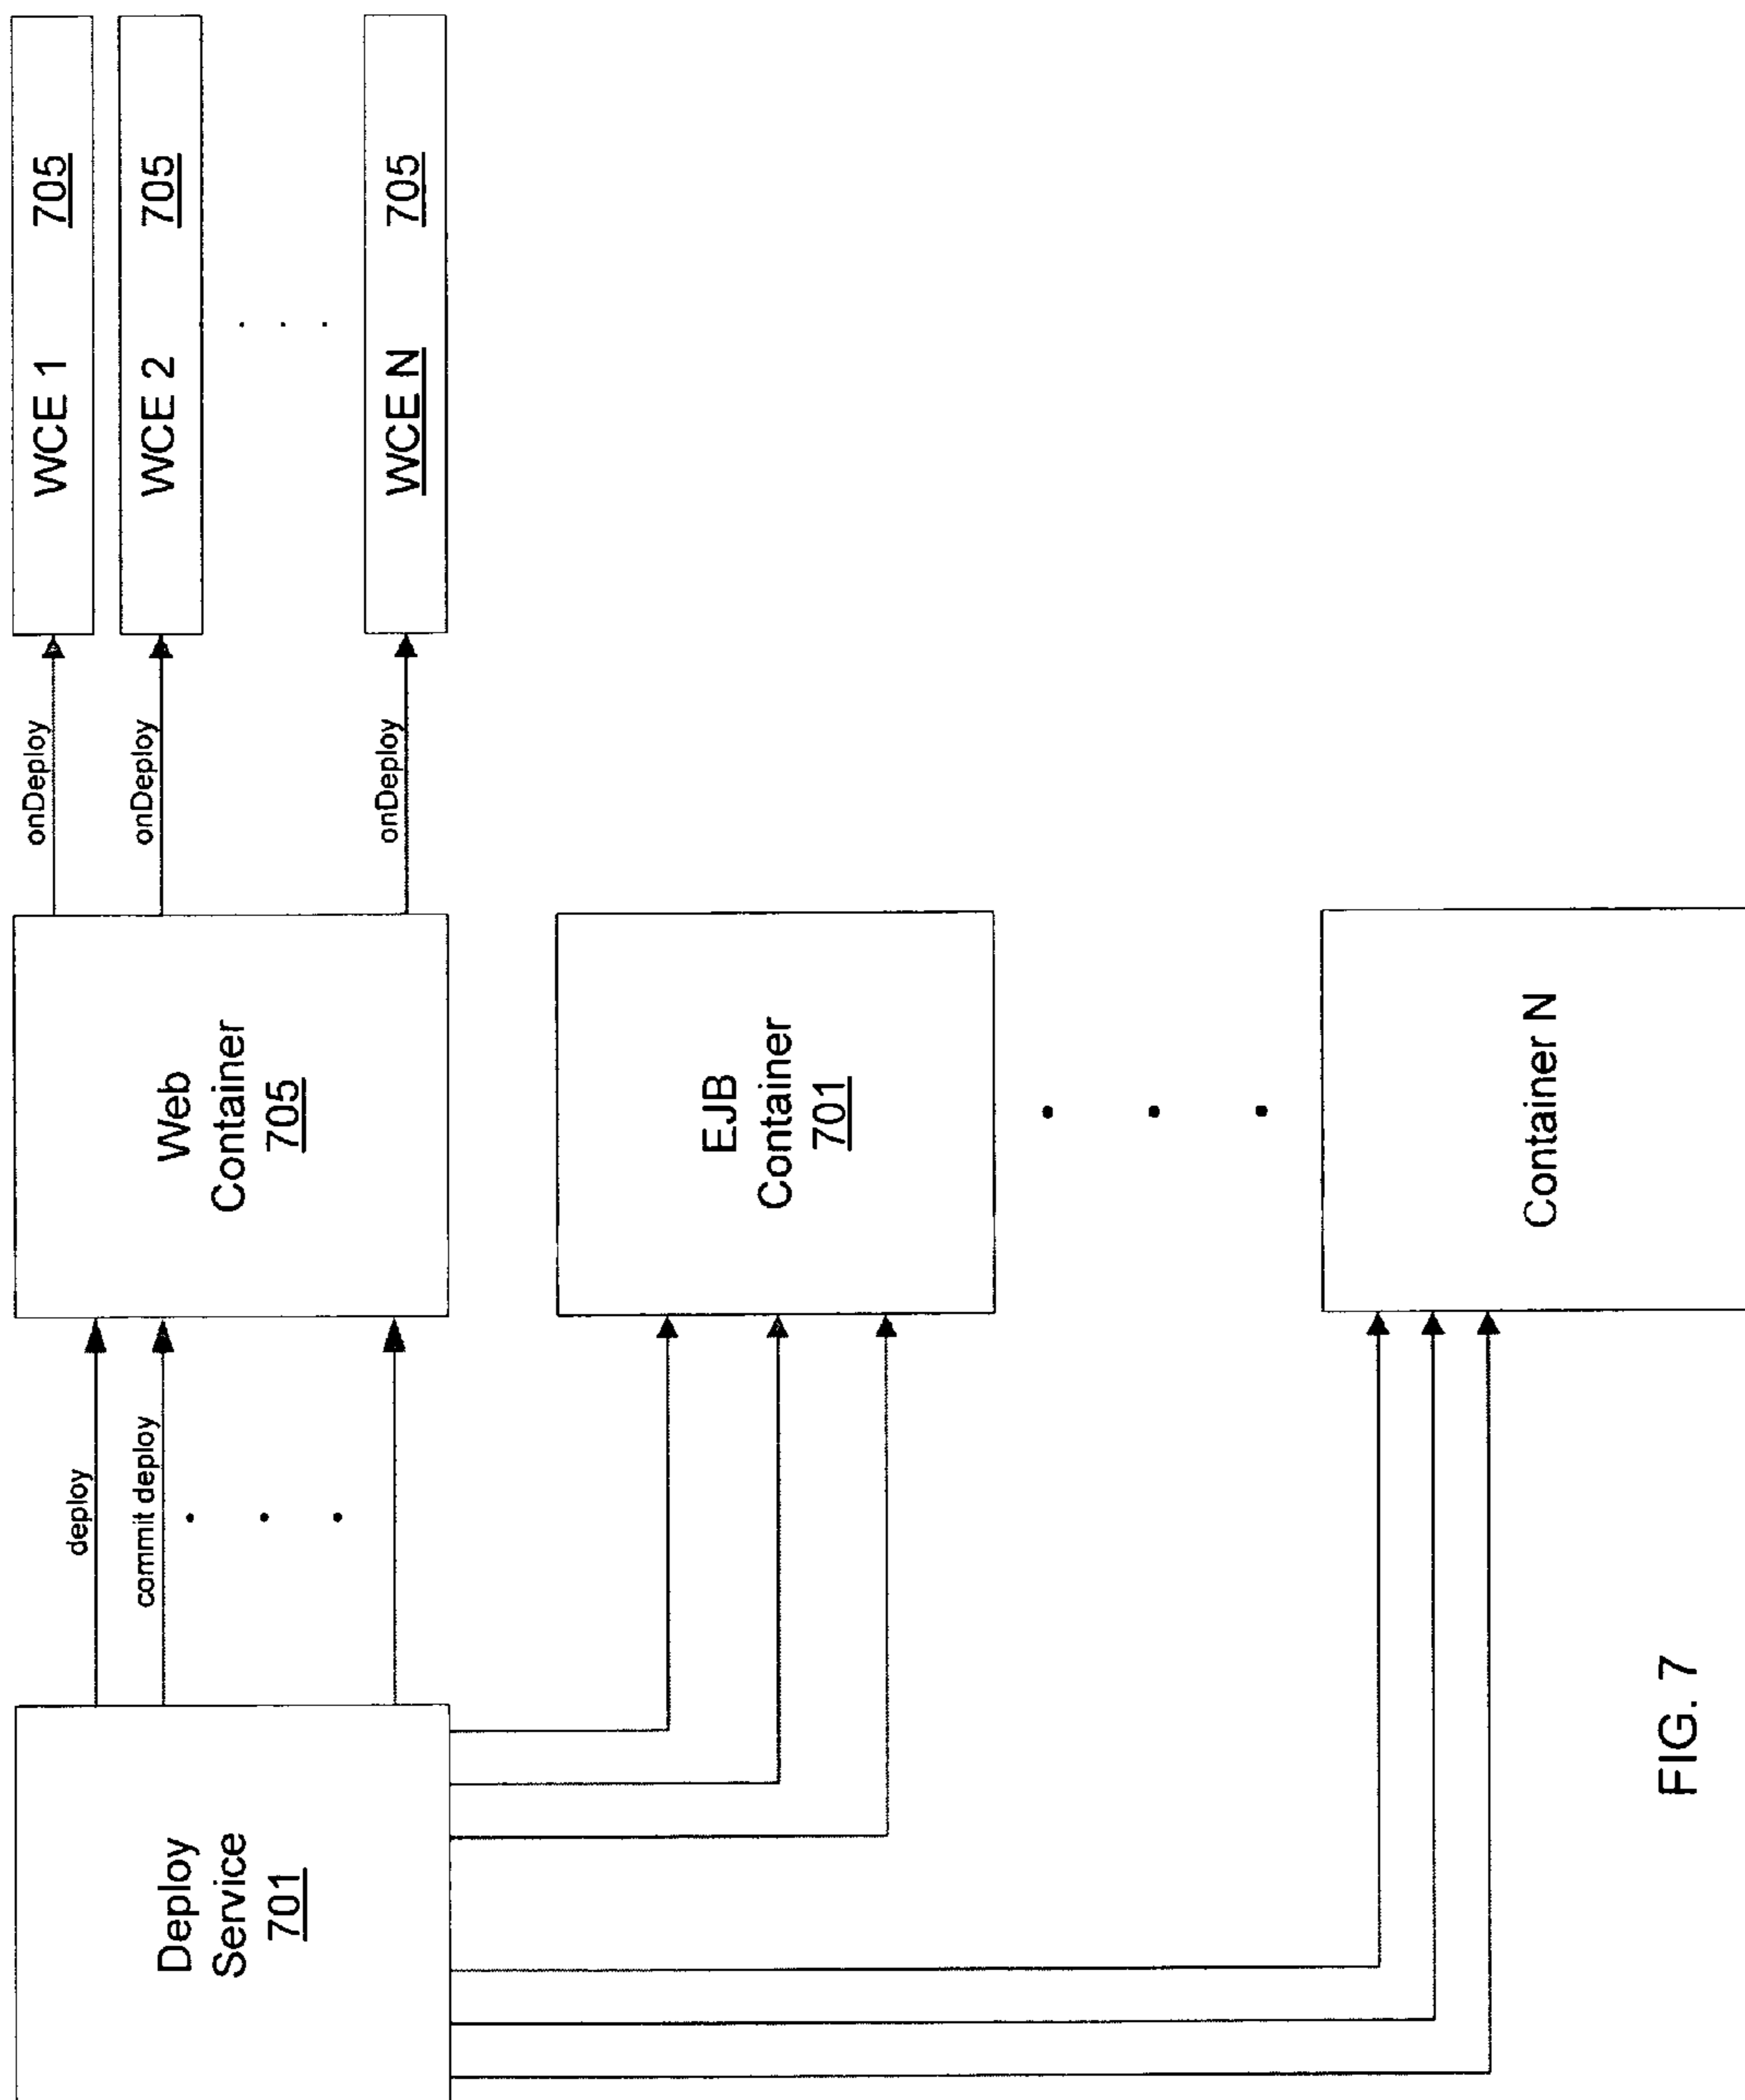 Deploy
Service
701
deploy
commit deploy
Web
Container
705
onDeploy
onDeploy
onDeploy
WCE 1 705
WCE 2 705
WCE N 705
EJB
Container
701
Container N
FIG. 7